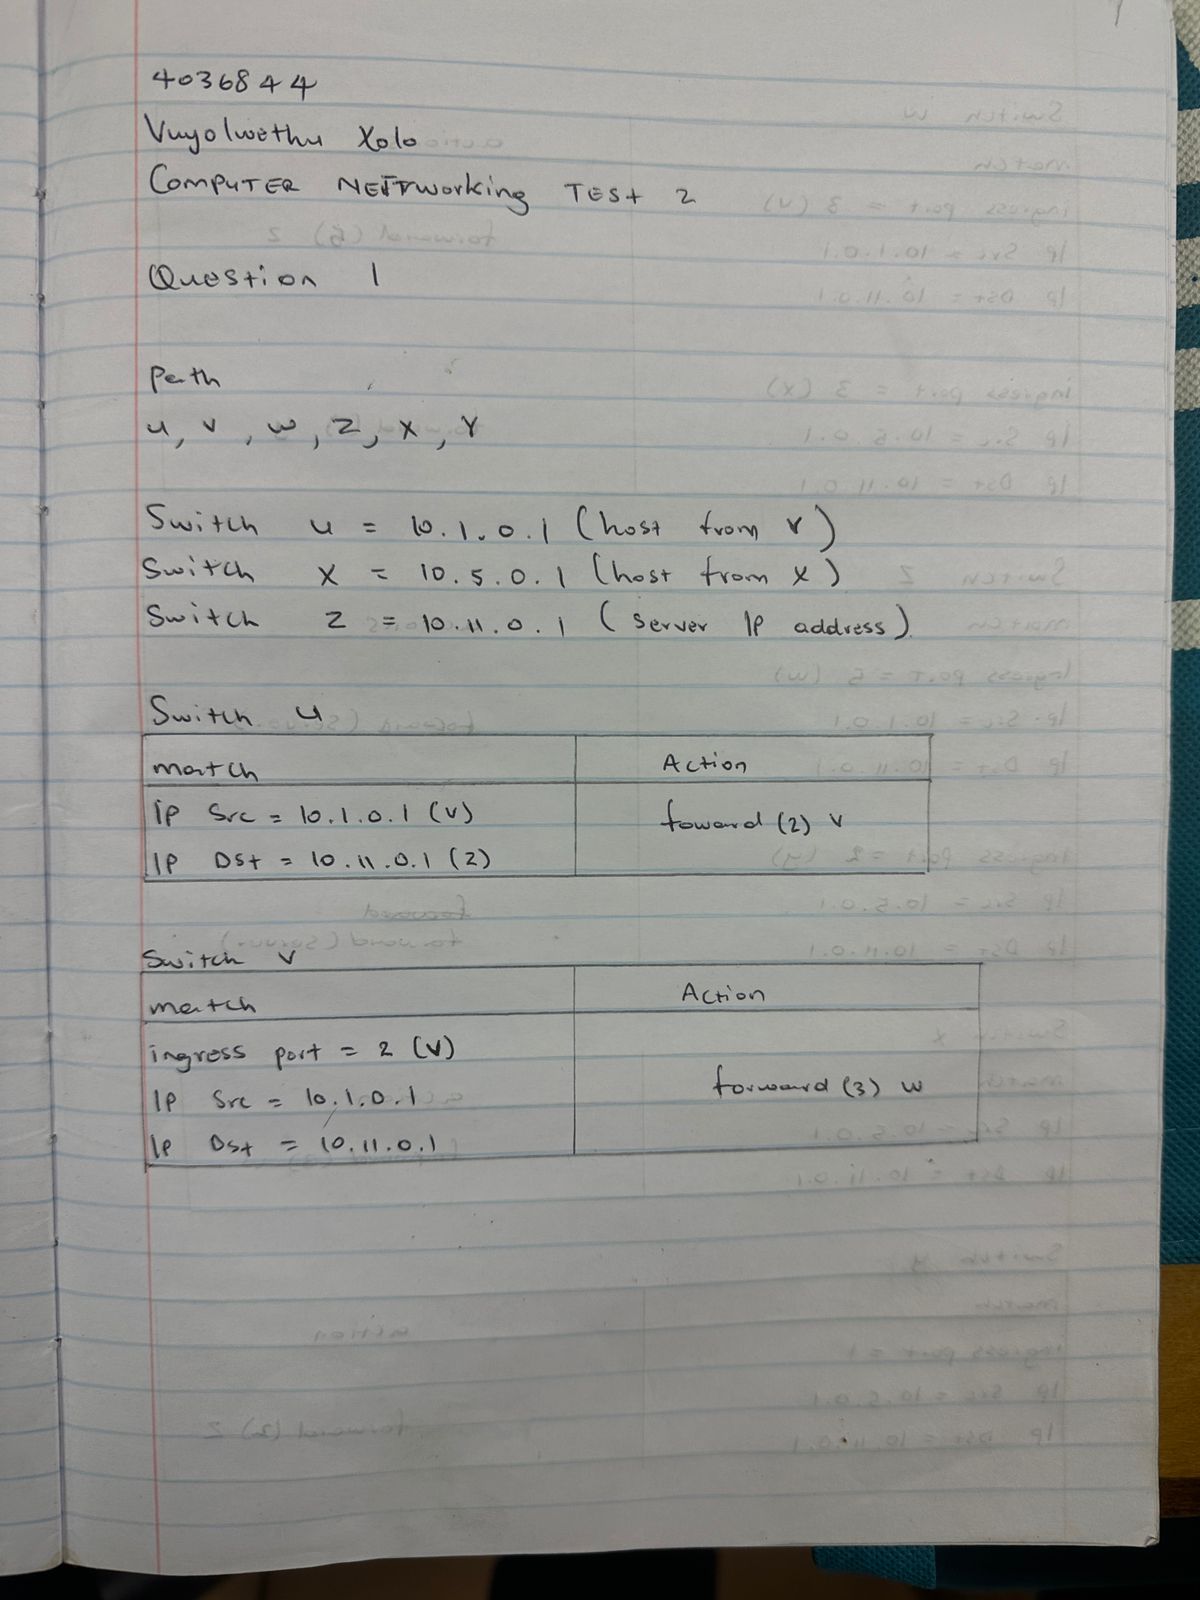 4036844
Vuyolwethu Xolo
COMPUTER NETTworking TEST 2
Question 1
Path
u, v, w, z, x, Y
Switch u = 10.1.0.1 (host from v)
Switch x = 10.5.0.1 (host from x)
Switch z = 10.11.0.1 (server IP address)
Switch u
match Action
IP Src = 10.1.0.1 (v) foward (2) v
IP Dst = 10.11.0.1 (2)
Switch v
match Action
ingress port = 2 (V)
IP Src = 10.1.0.1 forward (3) w
IP Dst = 10.11.0.1